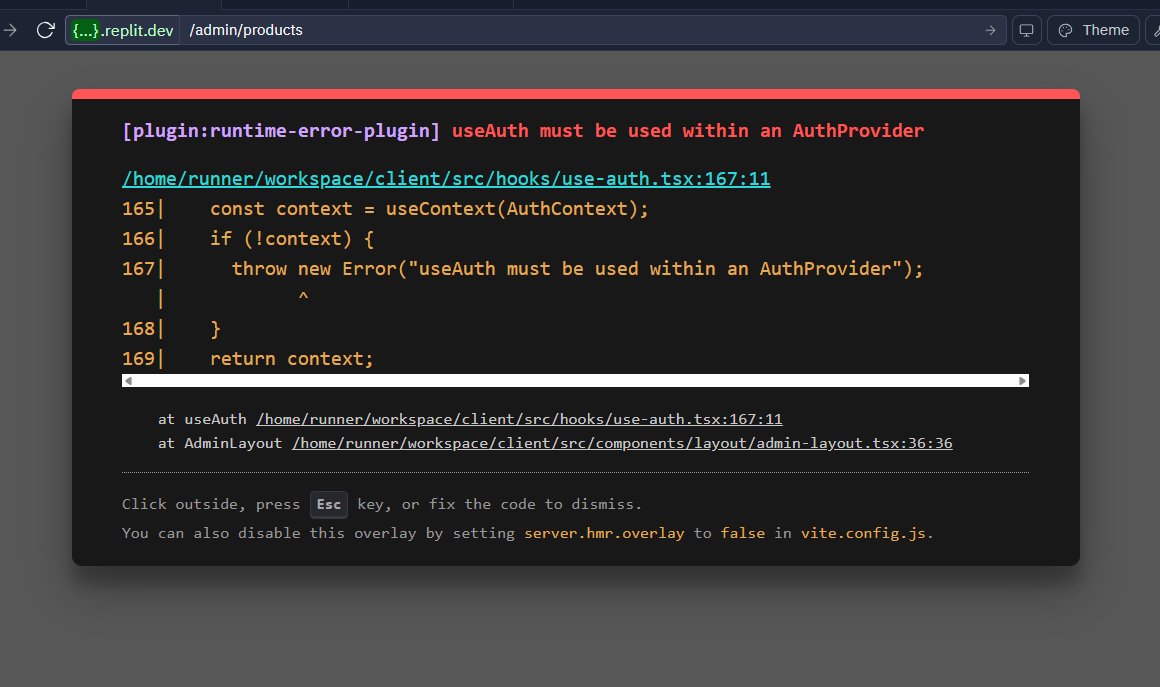 {...}.replit.dev /admin/products Theme
[plugin:runtime-error-plugin] useAuth must be used within an AuthProvider
/home/runner/workspace/client/src/hooks/use-auth.tsx:167:11
165|    const context = useContext(AuthContext);
166|    if (!context) {
167|      throw new Error("useAuth must be used within an AuthProvider");
   |            ^
168|    }
169|    return context;
at useAuth /home/runner/workspace/client/src/hooks/use-auth.tsx:167:11
at AdminLayout /home/runner/workspace/client/src/components/layout/admin-layout.tsx:36:36
Click outside, press Esc key, or fix the code to dismiss.
You can also disable this overlay by setting server.hmr.overlay to false in vite.config.js.